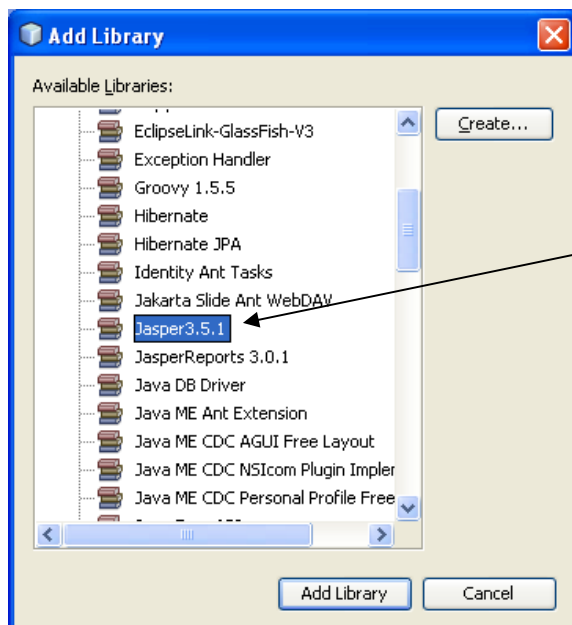 Add Library
Available Libraries:
Create...
EclipseLink-GlassFish-V3
Exception Handler
Groovy 1.5.5
Hibernate
Hibernate JPA
Identity Ant Tasks
Jakarta Slide Ant WebDAV
Jasper3.5.1
JasperReports 3.0.1
Java DB Driver
Java ME Ant Extension
Java ME CDC AGUI Free Layout
Java ME CDC NSIcom Plugin Impler
Java ME CDC Personal Profile Free
Add Library
Cancel